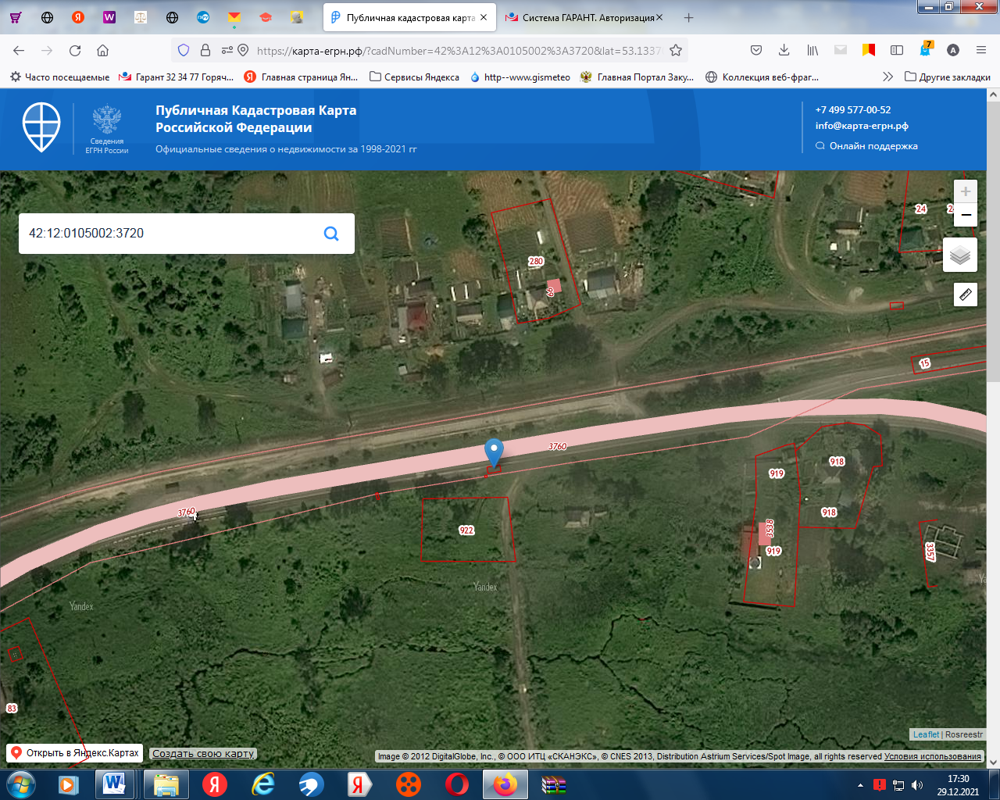 Публичная кадастровая карта
Система ГАРАНТ. Авторизация
https://карта-егрн.рф/?cadNumber=42%3A12%3A0105002%3A3720&lat=53.1337
7
Часто посещаемые
Гарант 32 34 77 Горяч...
Главная страница Ян...
Сервисы Яндекса
http--www.gismeteo
Главная Портал Заку...
Коллекция веб-фраг...
Другие закладки
Сведения
ЕГРН России
Публичная Кадастровая Карта
Российской Федерации
Официальные сведения о недвижимости за 1998-2021 гг
+7 499 577-00-52
info@карта-егрн.рф
Онлайн поддержка
42:12:0105002:3720
24
280
66
15
3760
919
918
918
3760
922
3538
919
3357
Yandex
Yandex
83
Leaflet | Rosreestr
Открыть в Яндекс.Картах
Создать свою карту
Image © 2012 DigitalGlobe, Inc., © ООО ИТЦ «СКАНЭКС», © CNES 2013, Distribution Astrium Services/Spot Image, all rights reserved Условия использования
17:30
29.12.2021